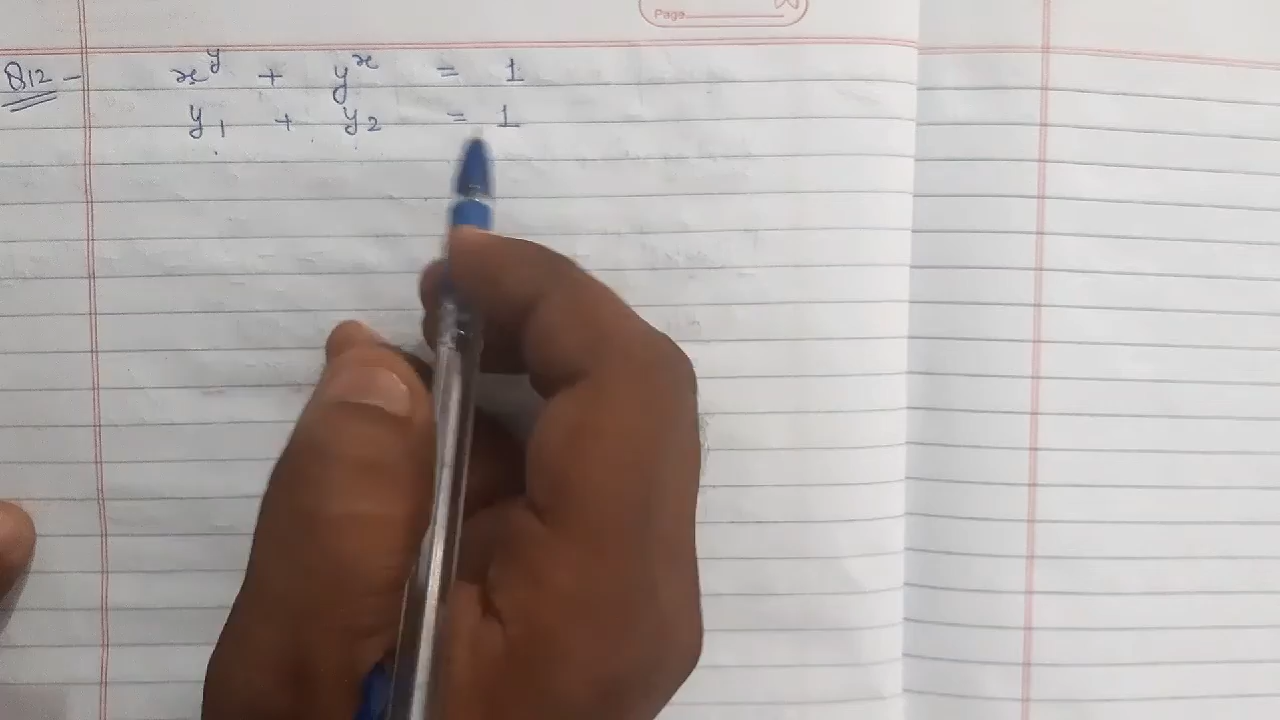 Page
Q12 - x^y + y^x = 1
y₁ + y₂ = 1